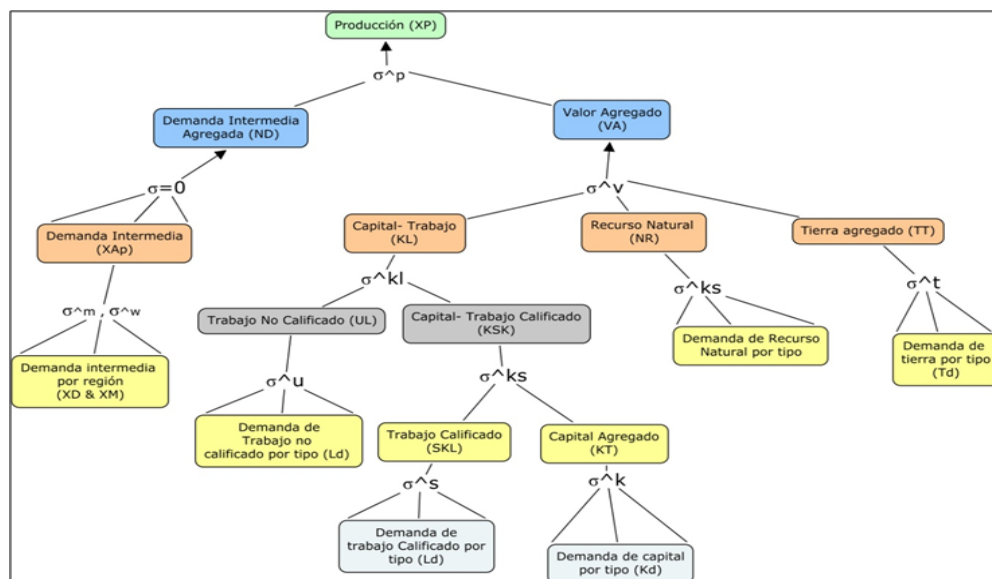 Producción (XP)
σ^p
Demanda Intermedia
Agregada (ND)
Valor Agregado
(VA)
σ=0
σ^v
Demanda Intermedia
(XAp)
Capital- Trabajo
(KL)
Recurso Natural
(NR)
Tierra agregado (TT)
σ^kl
σ^ks
σ^t
σ^m , σ^w
Trabajo No Calificado (UL)
Capital- Trabajo Calificado
(KSK)
Demanda de Recurso
Natural por tipo
Demanda de
tierra por tipo
(Td)
Demanda intermedia
por región
(XD & XM)
σ^u
σ^ks
Demanda de
Trabajo no
calificado por tipo (Ld)
Trabajo Calificado
(SKL)
Capital Agregado
(KT)
σ^s
σ^k
Demanda de
trabajo Calificado por
tipo (Ld)
Demanda de capital
por tipo (Kd)